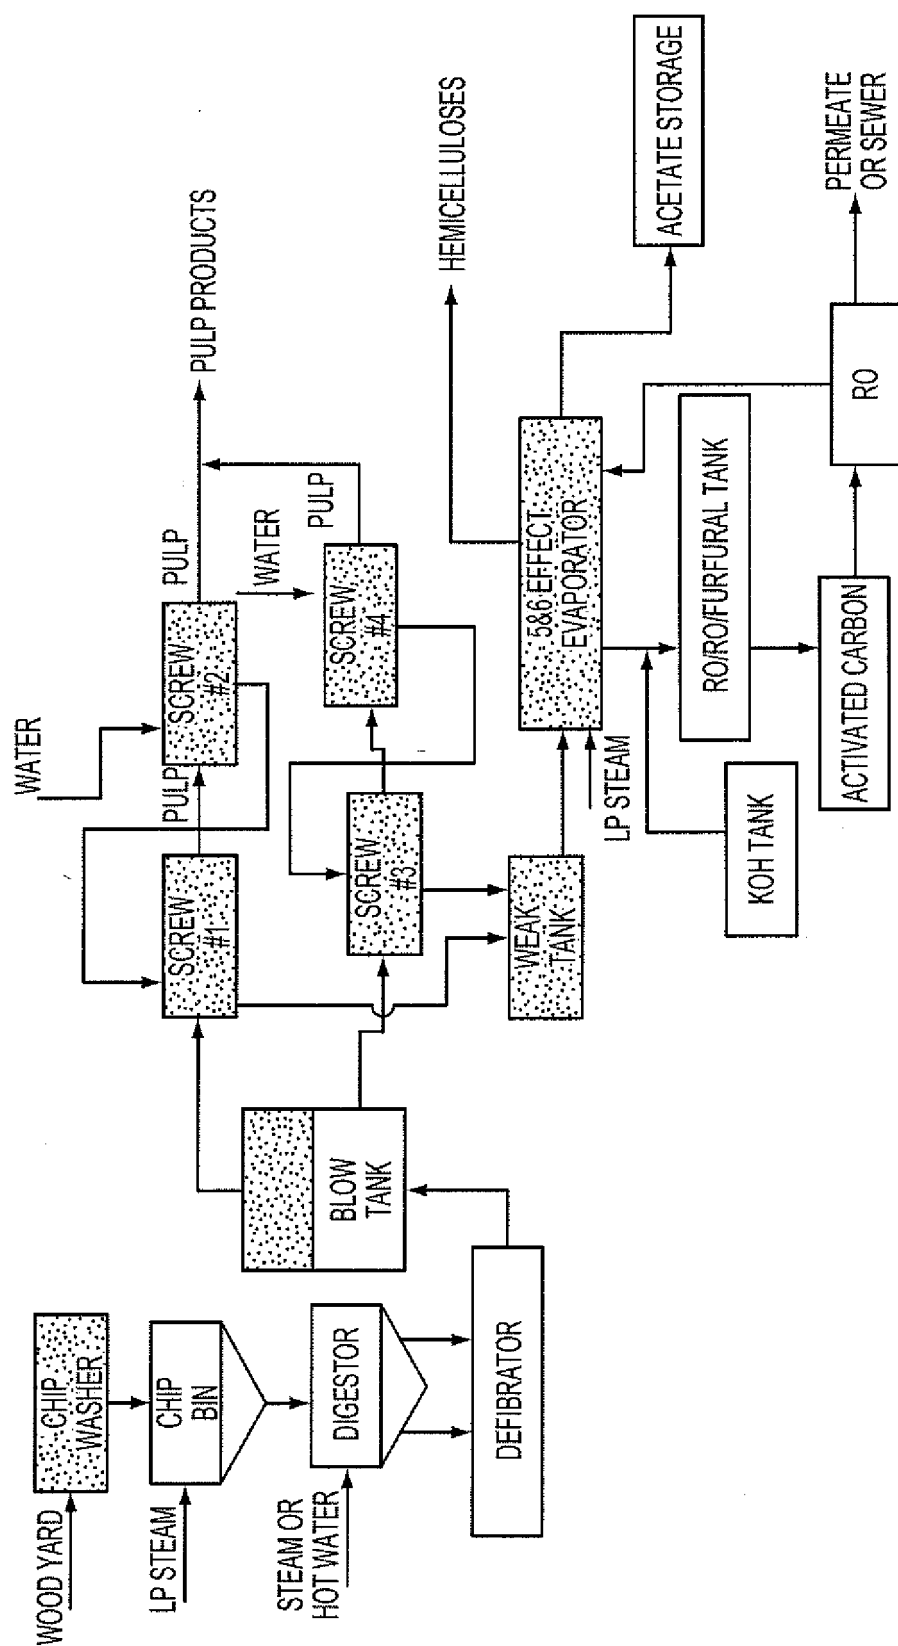 WOOD YARD
CHIP
WASHER
LP STEAM
CHIP
BIN
STEAM OR
HOT WATER
DIGESTOR
DEFIBRATOR
BLOW
TANK
WATER
SCREW
#1
PULP
SCREW
#2
PULP
PULP PRODUCTS
WATER
SCREW
#3
SCREW
#4
PULP
WEAK
TANK
LP STEAM
5&6 EFFECT
EVAPORATOR
HEMICELLULOSES
ACETATE STORAGE
KOH TANK
RO/RO/FURFURAL TANK
ACTIVATED CARBON
RO
PERMEATE
OR SEWER